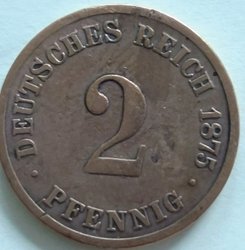 DEUTSCHES REICH 1875
2
· PFENNIG ·